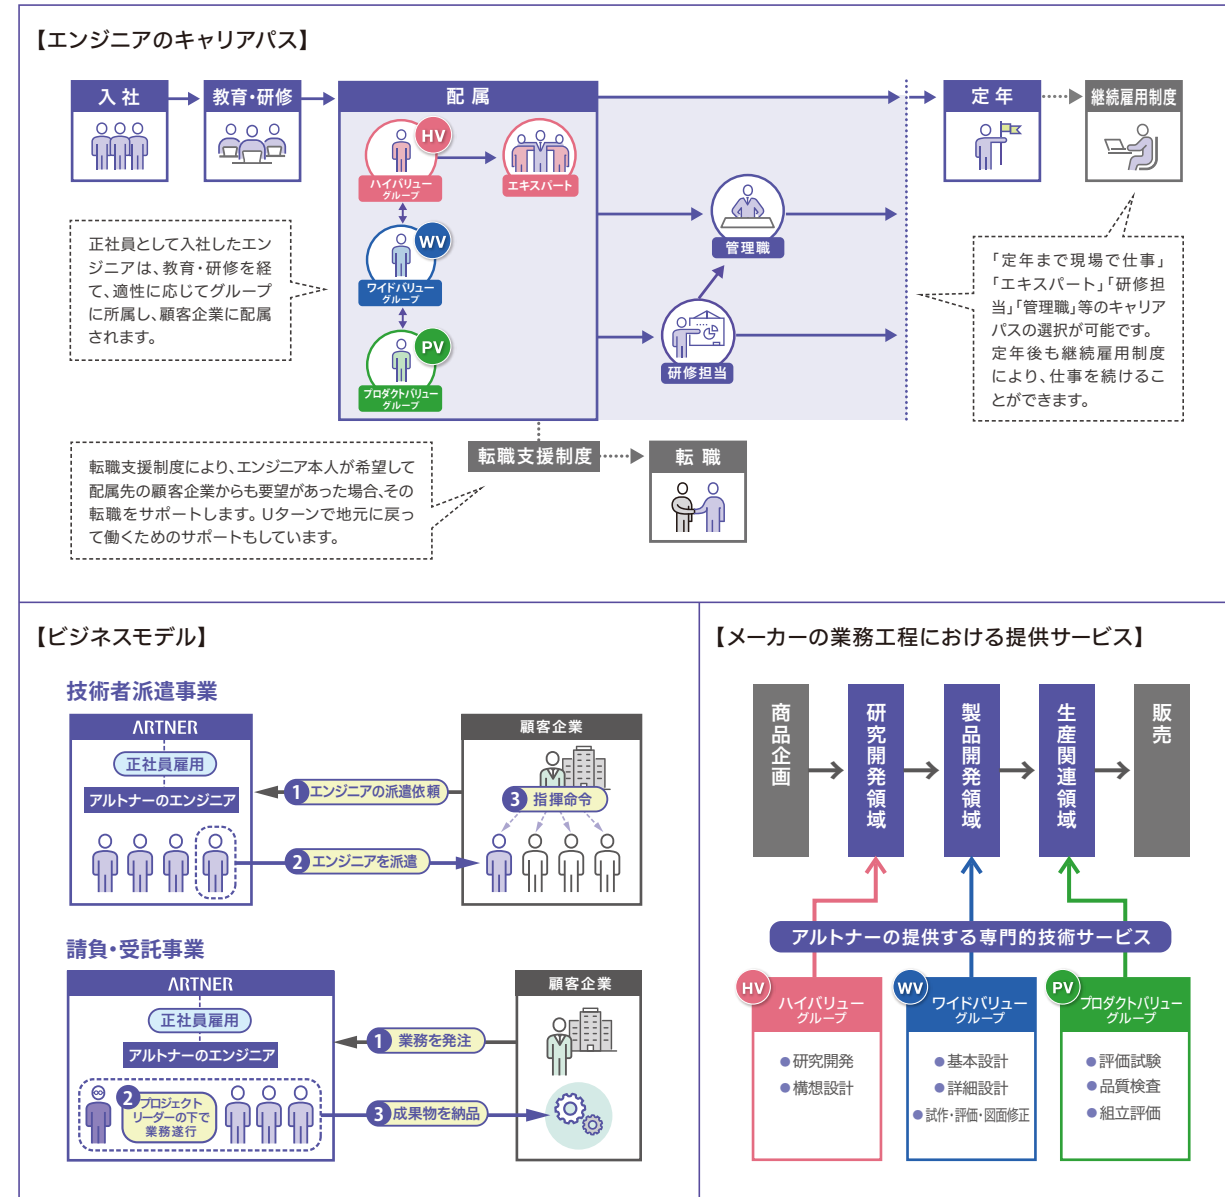 【エンジニアのキャリアパス】
入社
教育・研修
配属
定年
継続雇用制度
HV
ハイバリュー
グループ
エキスパート
WV
ワイドバリュー
グループ
PV
プロダクトバリュー
グループ
管理職
研修担当
正社員として入社したエン
ジニアは、教育・研修を経
て、適性に応じてグループ
に所属し、顧客企業に配属
されます。
「定年まで現場で仕事」
「エキスパート」「研修担
当」「管理職」等のキャリア
パスの選択が可能です。
定年後も継続雇用制度
により、仕事を続けるこ
とができます。
転職支援制度
転職
転職支援制度により、エンジニア本人が希望して
配属先の顧客企業からも要望があった場合、その
転職をサポートします。Uターンで地元に戻っ
て働くためのサポートもしています。
【ビジネスモデル】
技術者派遣事業
ARTNER
正社員雇用
アルトナーのエンジニア
顧客企業
1 エンジニアの派遣依頼
3 指揮命令
2 エンジニアを派遣
請負・受託事業
ARTNER
正社員雇用
アルトナーのエンジニア
顧客企業
1 業務を発注
2 プロジェクト
リーダーの下で
業務遂行
3 成果物を納品
【メーカーの業務工程における提供サービス】
商品企画
研究開発領域
製品開発領域
生産関連領域
販売
アルトナーの提供する専門的技術サービス
HV
ハイバリュー
グループ
●研究開発
●構想設計
WV
ワイドバリュー
グループ
●基本設計
●詳細設計
●試作・評価・図面修正
PV
プロダクトバリュー
グループ
●評価試験
●品質検査
●組立評価